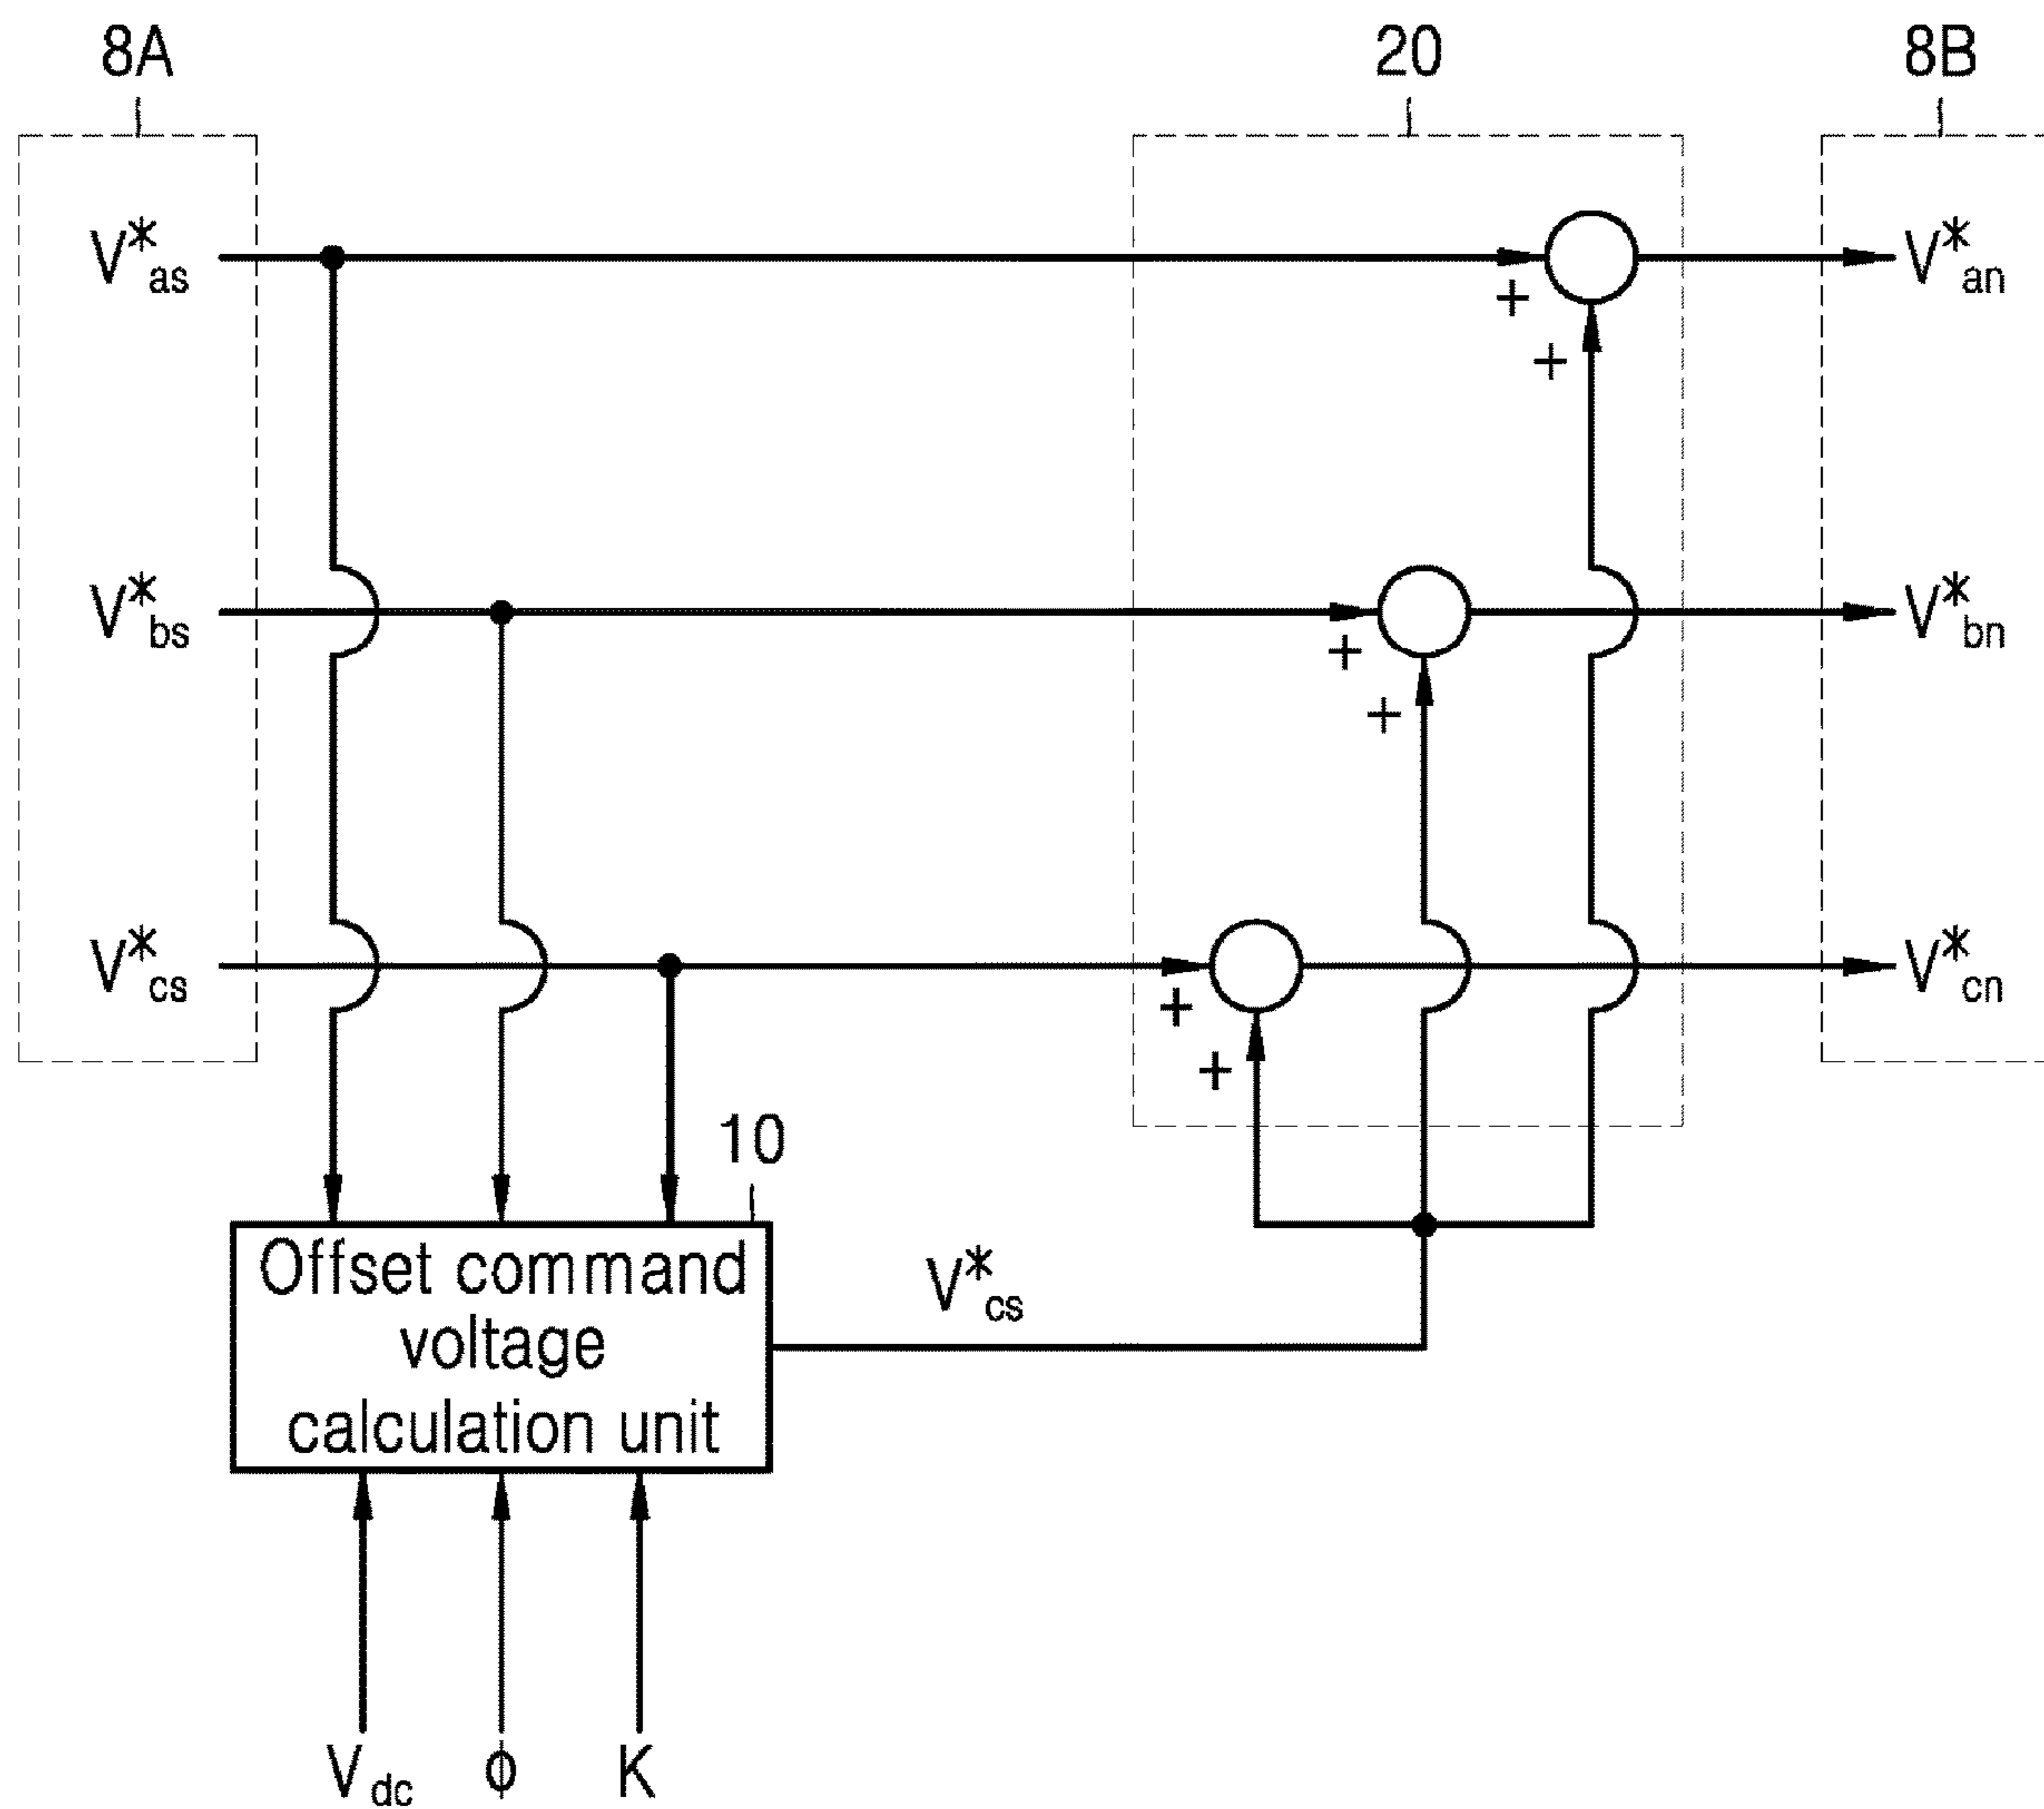 8A
20
8B
V*as
+
+
V*an
V*bs
+
+
V*bn
V*cs
+
+
V*cn
10
Offset command
voltage
calculation unit
V*cs
Vdc
ϕ
K